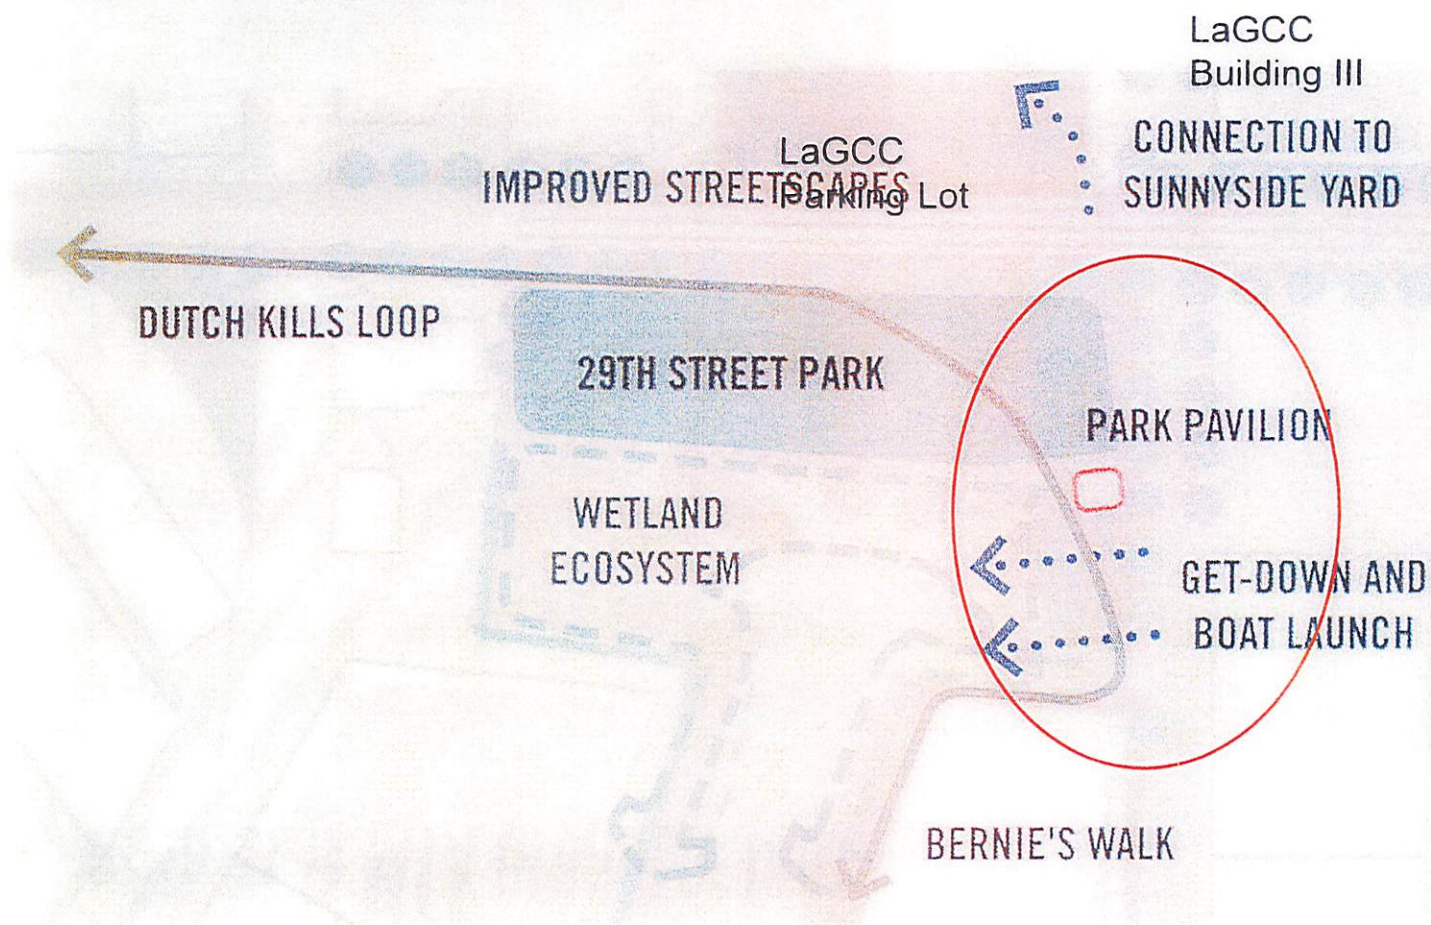 LaGCC
Building III
CONNECTION TO
SUNNYSIDE YARD
LaGCC
Parking Lot
IMPROVED STREETSCAPES
DUTCH KILLS LOOP
29TH STREET PARK
PARK PAVILION
WETLAND
ECOSYSTEM
GET-DOWN AND
BOAT LAUNCH
BERNIE'S WALK